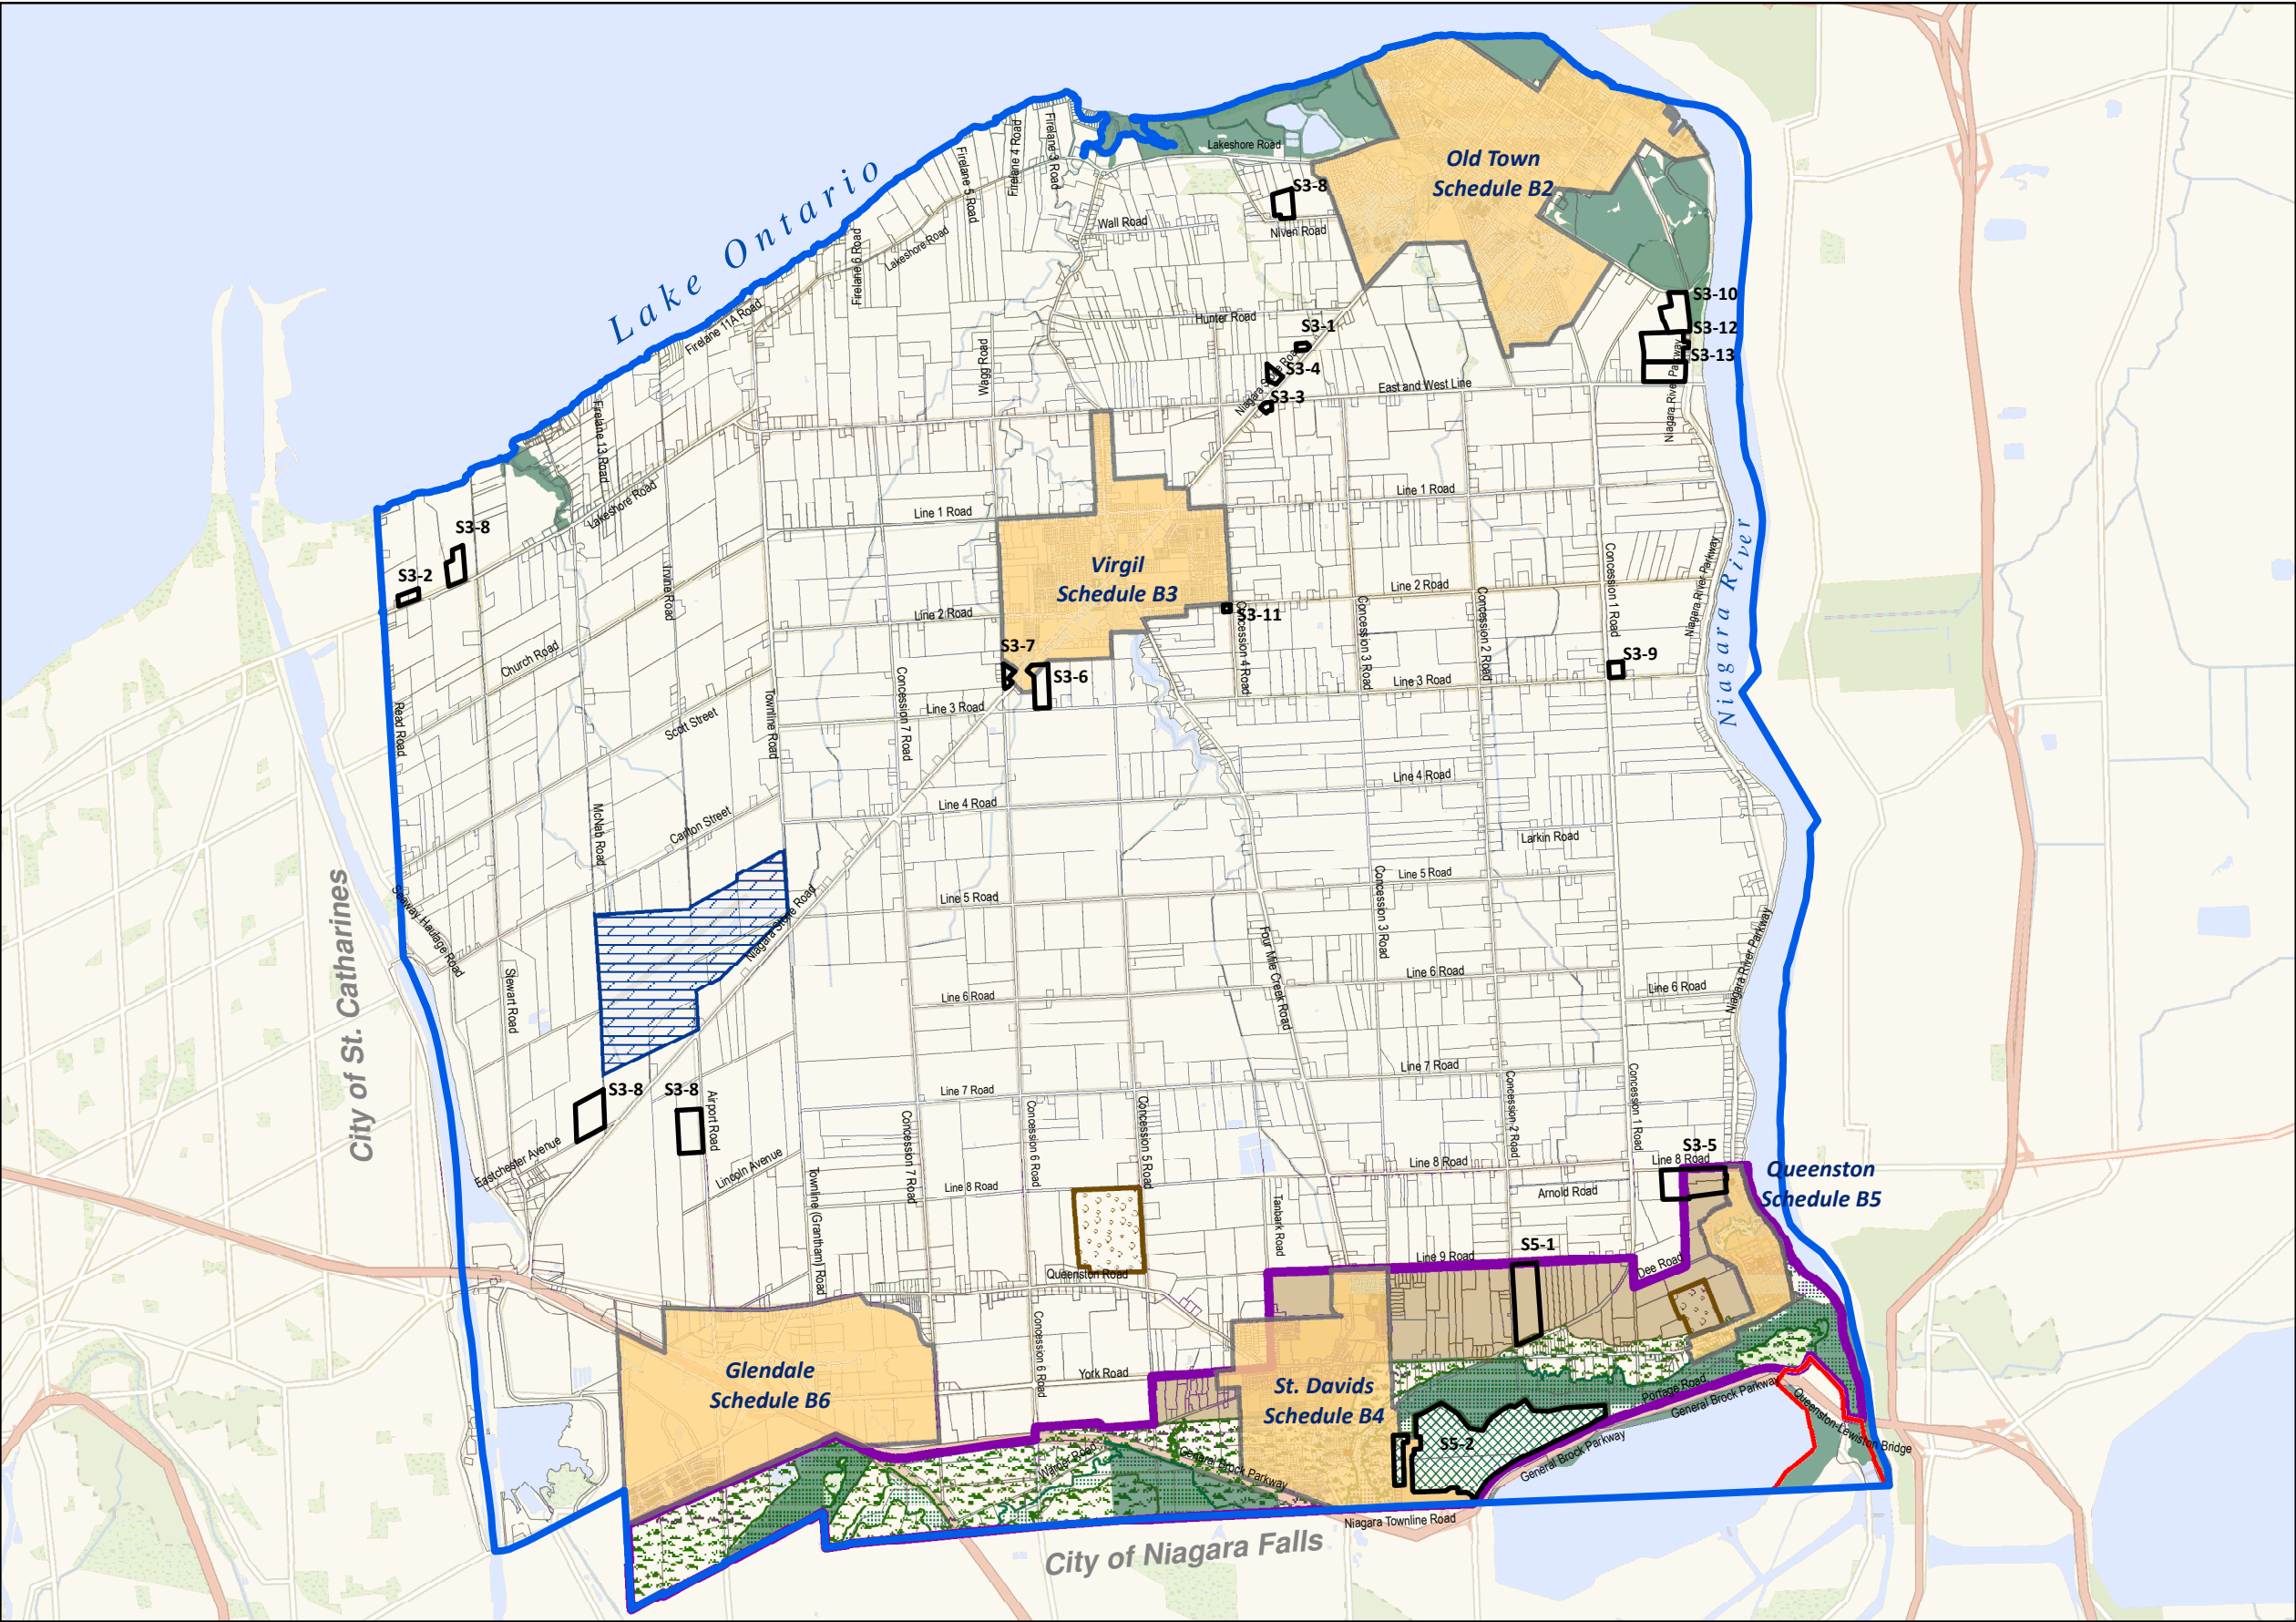 Lake Ontario
Old Town
Schedule B2
Lakeshore Road
Firelane 3 Road
Firelane 4 Road
Firelane 5 Road
Firelane 6 Road
Lakeshore Road
Wall Road
S3-8
Niven Road
Firelane 11A Road
Hunter Road
S3-1
S3-10
S3-12
S3-13
S3-4
S3-3
Wagg Road
East and West Line
Niagara River Parkway
Firelane 13 Road
Lakeshore Road
Line 1 Road
Line 1 Road
S3-8
S3-2
Virgil
Schedule B3
Irvine Road
Line 2 Road
Line 2 Road
S3-11
Concession 4 Road
Concession 3 Road
Concession 2 Road
Concession 1 Road
Niagara River Parkway
Niagara River
Church Road
S3-7
S3-6
S3-9
Line 3 Road
Line 3 Road
Read Road
Scott Street
Townline Road
Concession 7 Road
Line 4 Road
Line 4 Road
McNab Road
Carlton Street
Larkin Road
City of St. Catharines
Seaway Haulage Road
Niagara Stone Road
Line 5 Road
Line 5 Road
Concession 3 Road
Four Mile Creek Road
Niagara River Parkway
Stewart Road
Line 6 Road
Line 6 Road
Line 6 Road
S3-8
S3-8
Airport Road
Line 7 Road
Line 7 Road
Eastchester Avenue
Lincoln Avenue
Concession 7 Road
Concession 6 Road
Concession 5 Road
Concession 2 Road
Concession 1 Road
S3-5
Line 8 Road
Line 8 Road
Line 8 Road
Arnold Road
Queenston
Schedule B5
Townline (Grantham) Road
Tanbark Road
Line 9 Road
S5-1
Dee Road
Queenston Road
Concession 6 Road
York Road
Glendale
Schedule B6
St. Davids
Schedule B4
Portage Road
General Brock Parkway
Queenston-Lewiston Bridge
S5-2
Warner Road
General Brock Parkway
General Brock Parkway
Niagara Townline Road
City of Niagara Falls